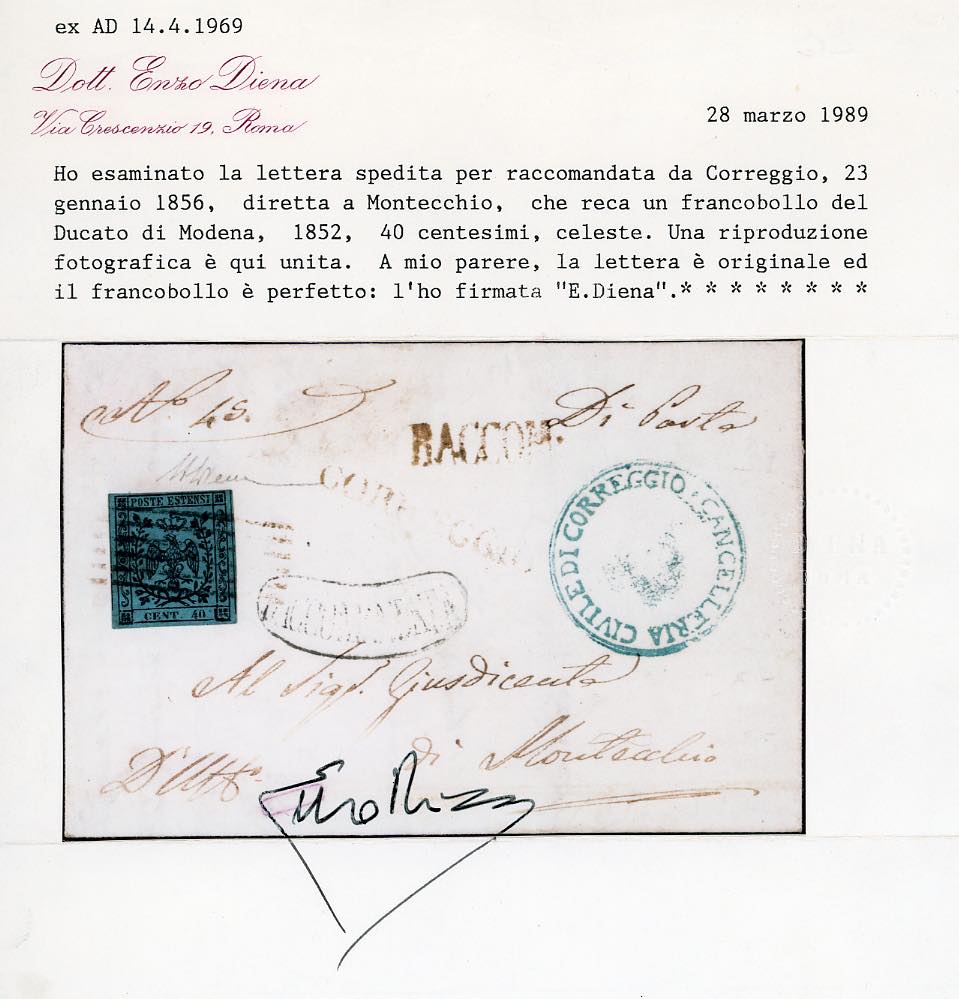 ex AD 14.4.1969
Dott. Enzo Diena
Via Crescenzio 19, Roma
28 marzo 1989
Ho esaminato la lettera spedita per raccomandata da Correggio, 23
gennaio 1856, diretta a Montecchio, che reca un francobollo del
Ducato di Modena, 1852, 40 centesimi, celeste. Una riproduzione
fotografica è qui unita. A mio parere, la lettera è originale ed
il francobollo è perfetto: l'ho firmata "E.Diena".* * * * * * * *
Di Porto
RACCOM.
CORREGGIO
POSTE ESTENSI
CENT. 40
CANCELLERIA CIVILE DI CORREGGIO
Al Sigr. Giusdicente
di Montecchio